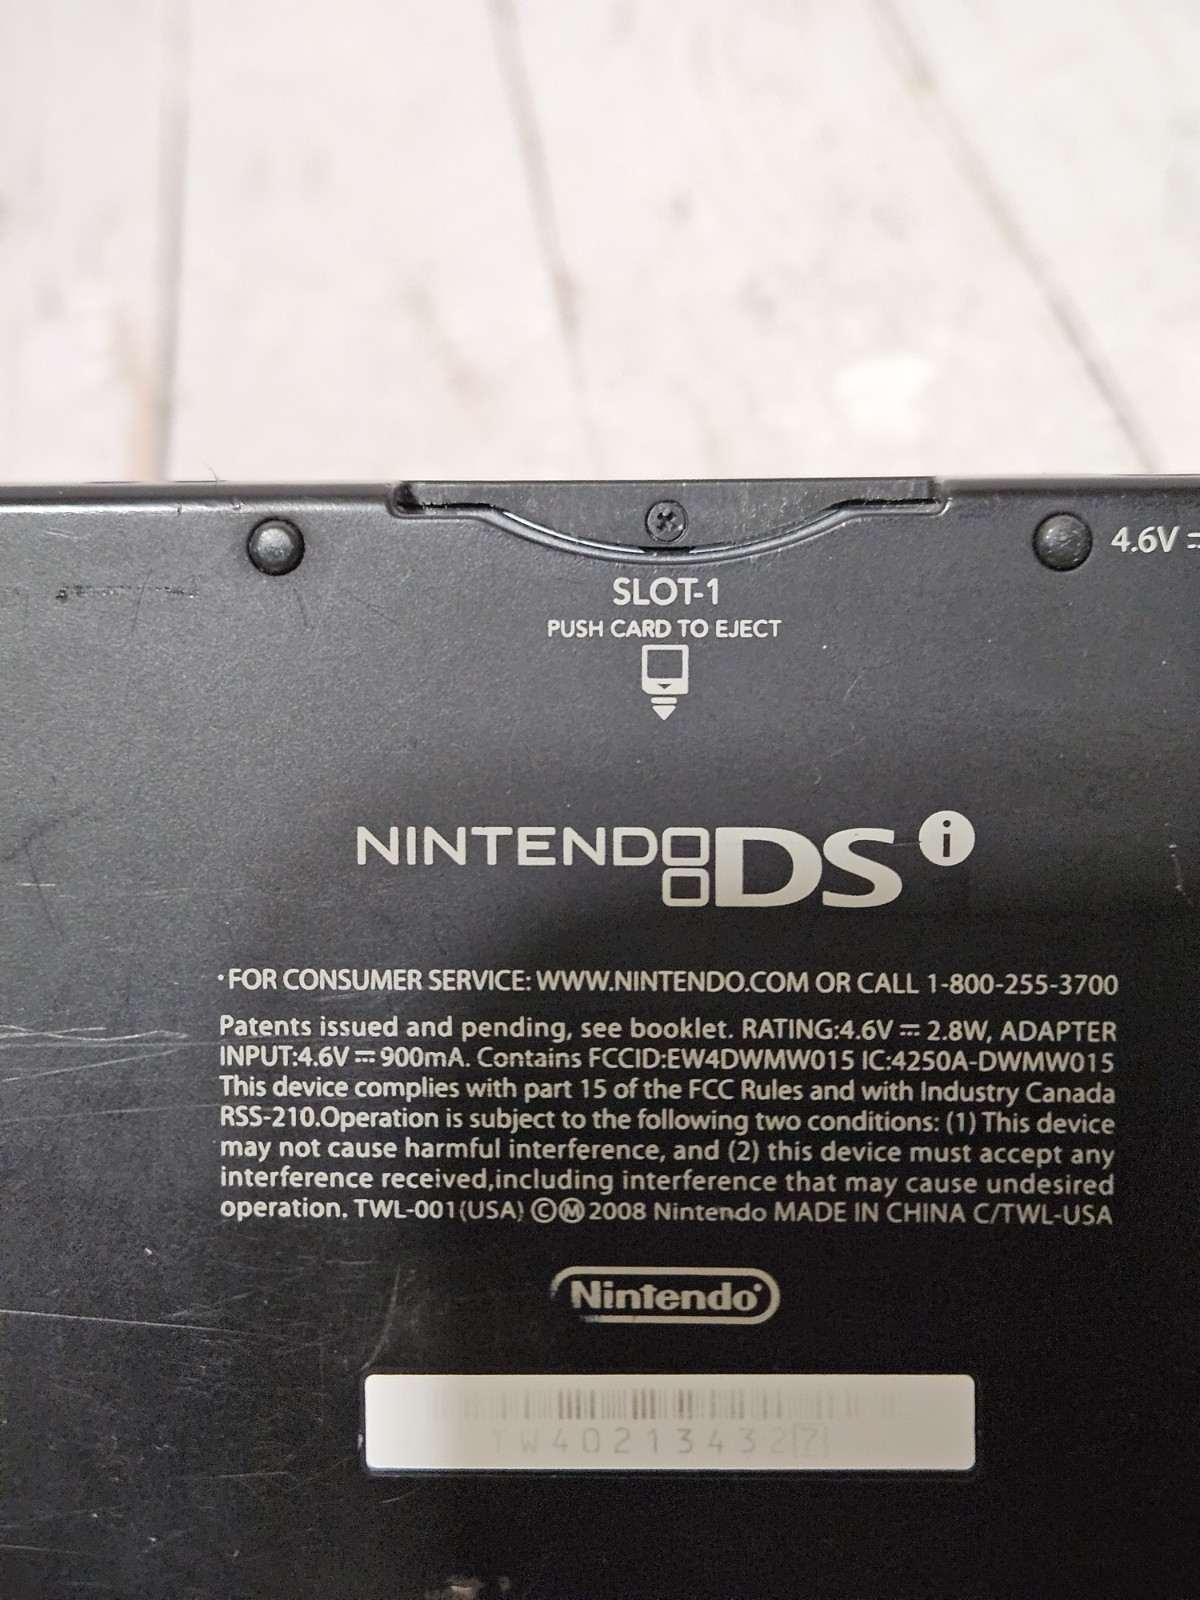 4.6V ⎓
SLOT-1
PUSH CARD TO EJECT
NINTENDO DS i
·FOR CONSUMER SERVICE: WWW.NINTENDO.COM OR CALL 1-800-255-3700
Patents issued and pending, see booklet. RATING:4.6V ⎓ 2.8W, ADAPTER
INPUT:4.6V ⎓ 900mA. Contains FCCID:EW4DWMW015 IC:4250A-DWMW015
This device complies with part 15 of the FCC Rules and with Industry Canada
RSS-210.Operation is subject to the following two conditions: (1) This device
may not cause harmful interference, and (2) this device must accept any
interference received,including interference that may cause undesired
operation. TWL-001(USA) ©Ⓜ2008 Nintendo MADE IN CHINA C/TWL-USA
Nintendo®
TW402134327